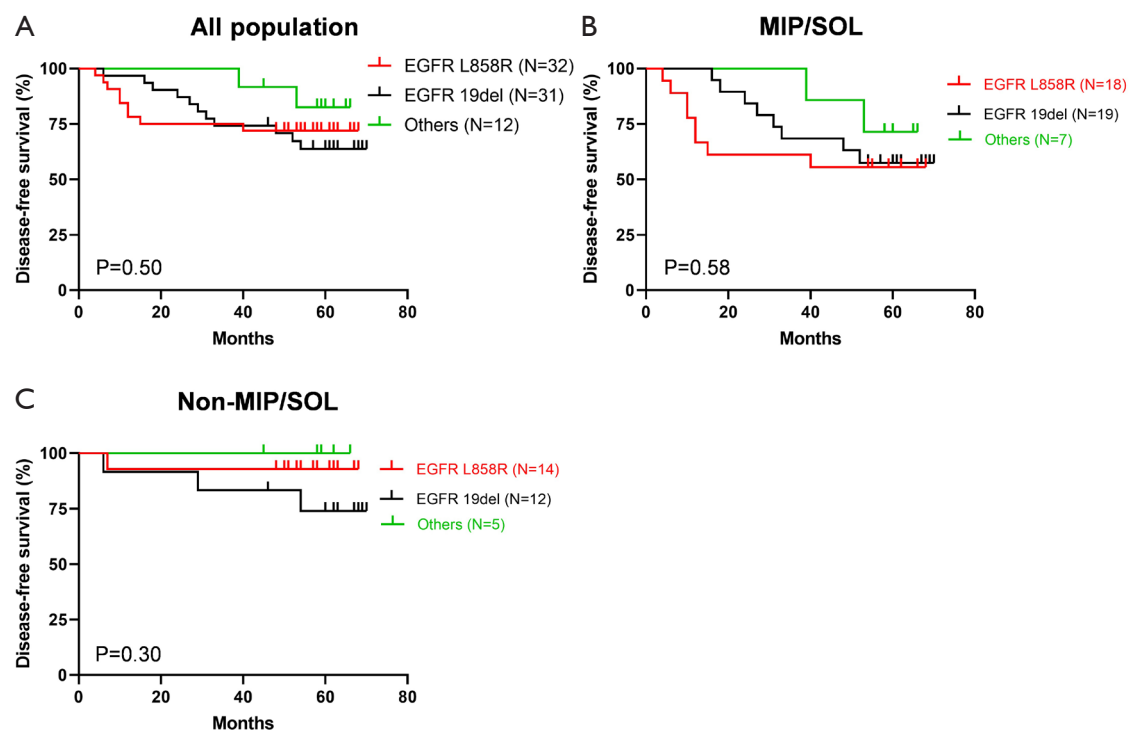 A
All population
Disease-free survival (%)
100
75
50
25
0
0 20 40 60 80
Months
EGFR L858R (N=32)
EGFR 19del (N=31)
Others (N=12)
P=0.50
B
MIP/SOL
Disease-free survival (%)
100
75
50
25
0
0 20 40 60 80
Months
EGFR L858R (N=18)
EGFR 19del (N=19)
Others (N=7)
P=0.58
C
Non-MIP/SOL
Disease-free survival (%)
100
75
50
25
0
0 20 40 60 80
Months
EGFR L858R (N=14)
EGFR 19del (N=12)
Others (N=5)
P=0.30